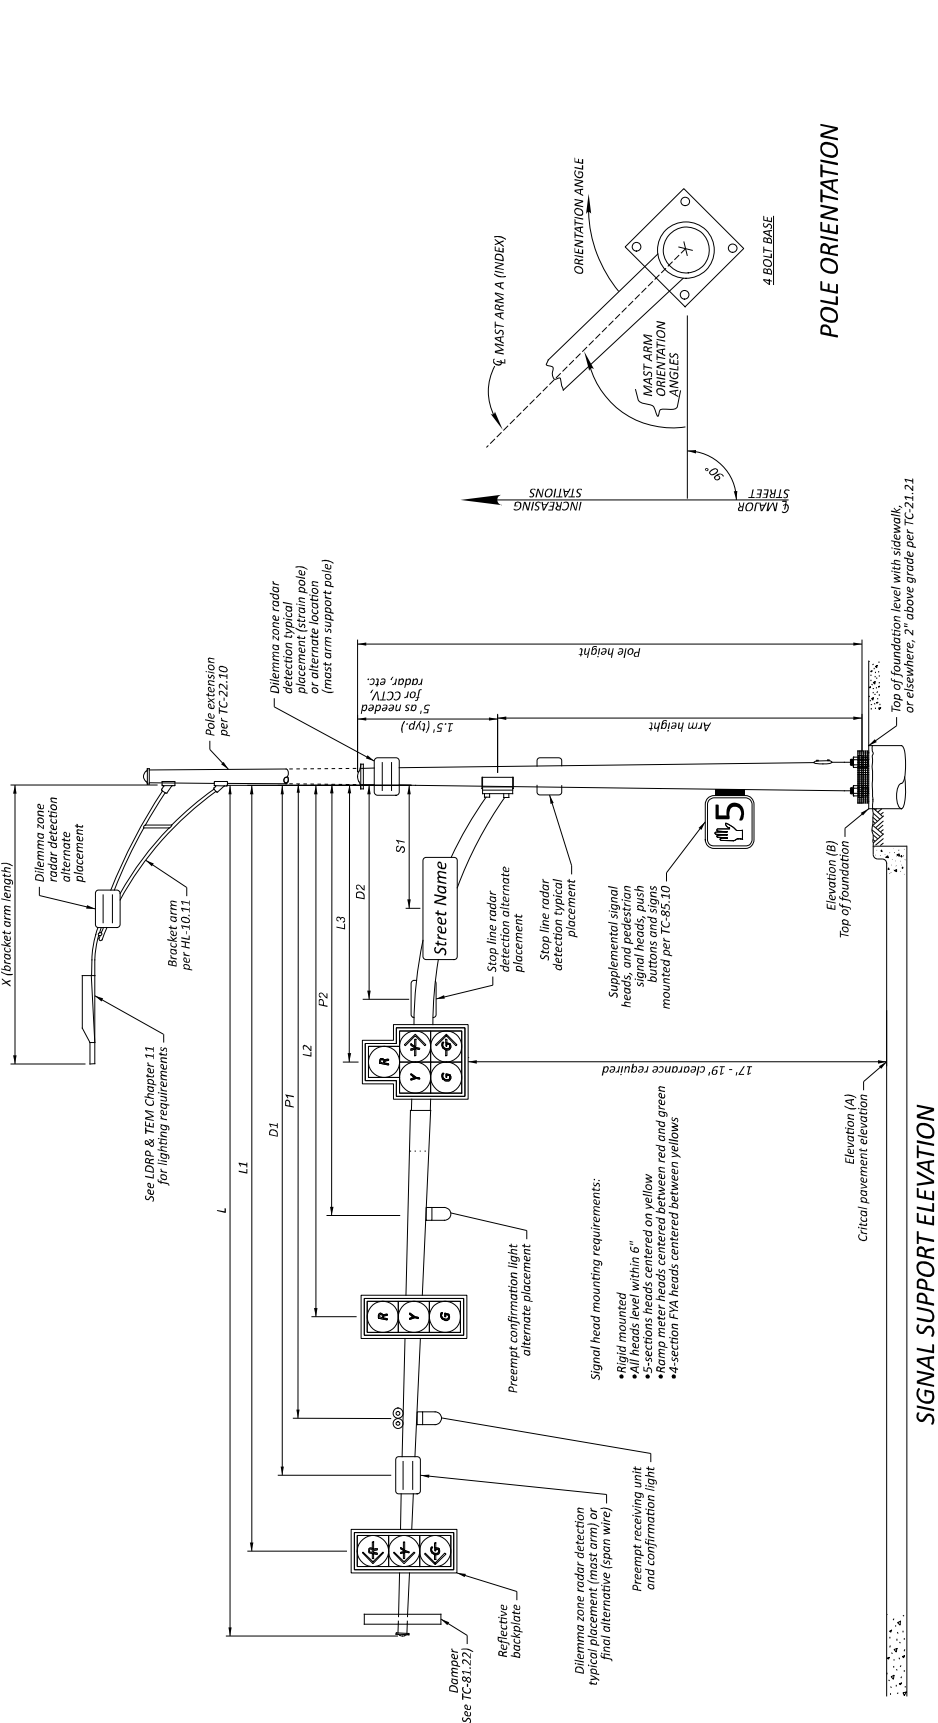 X (bracket arm length)
Dilemma zone
radar detection
alternate
placement
Pole extension
per TC-22.10
Bracket arm
per HL-10.11
See LDRP & TEM Chapter 11
for lighting requirements
Dilemma zone radar
detection typical
placement (strain pole)
or alternate location
(mast arm support pole)
L
L1
D1
P1
L2
P2
L3
D2
S1
5' as needed
for CCTV,
radar, etc.
1.5' (typ.)
Pole height
Arm height
Street Name
R
Y
Y
G
G
R
Y
G
R
Y
G
5
Stop line radar
detection alternate
placement
Stop line radar
detection typical
placement
Supplemental signal
heads, and pedestrian
signal heads, push
buttons and signs
mounted per TC-85.10
Damper
See TC-81.22)
Reflective
backplate
Dilemma zone radar detection
typical placement (mast arm) or
final alternative (span wire)
Preempt receiving unit
and confirmation light
Preempt confirmation light
alternate placement
Signal head mounting requirements:
•Rigid mounted
•All heads level within 6"
•5-sections heads centered on yellow
•Ramp meter heads centered between red and green
•4-section FYA heads centered between yellows
17' - 19' clearance required
Elevation (A)
Critcal pavement elevation
Elevation (B)
Top of foundation
Top of foundation level with sidewalk,
or elsewhere, 2" above grade per TC-21.21
SIGNAL SUPPORT ELEVATION
℄ MAST ARM A (INDEX)
ORIENTATION ANGLE
MAST ARM
ORIENTATION
ANGLES
INCREASING
STATIONS
90°
℄ MAJOR
STREET
4 BOLT BASE
POLE ORIENTATION